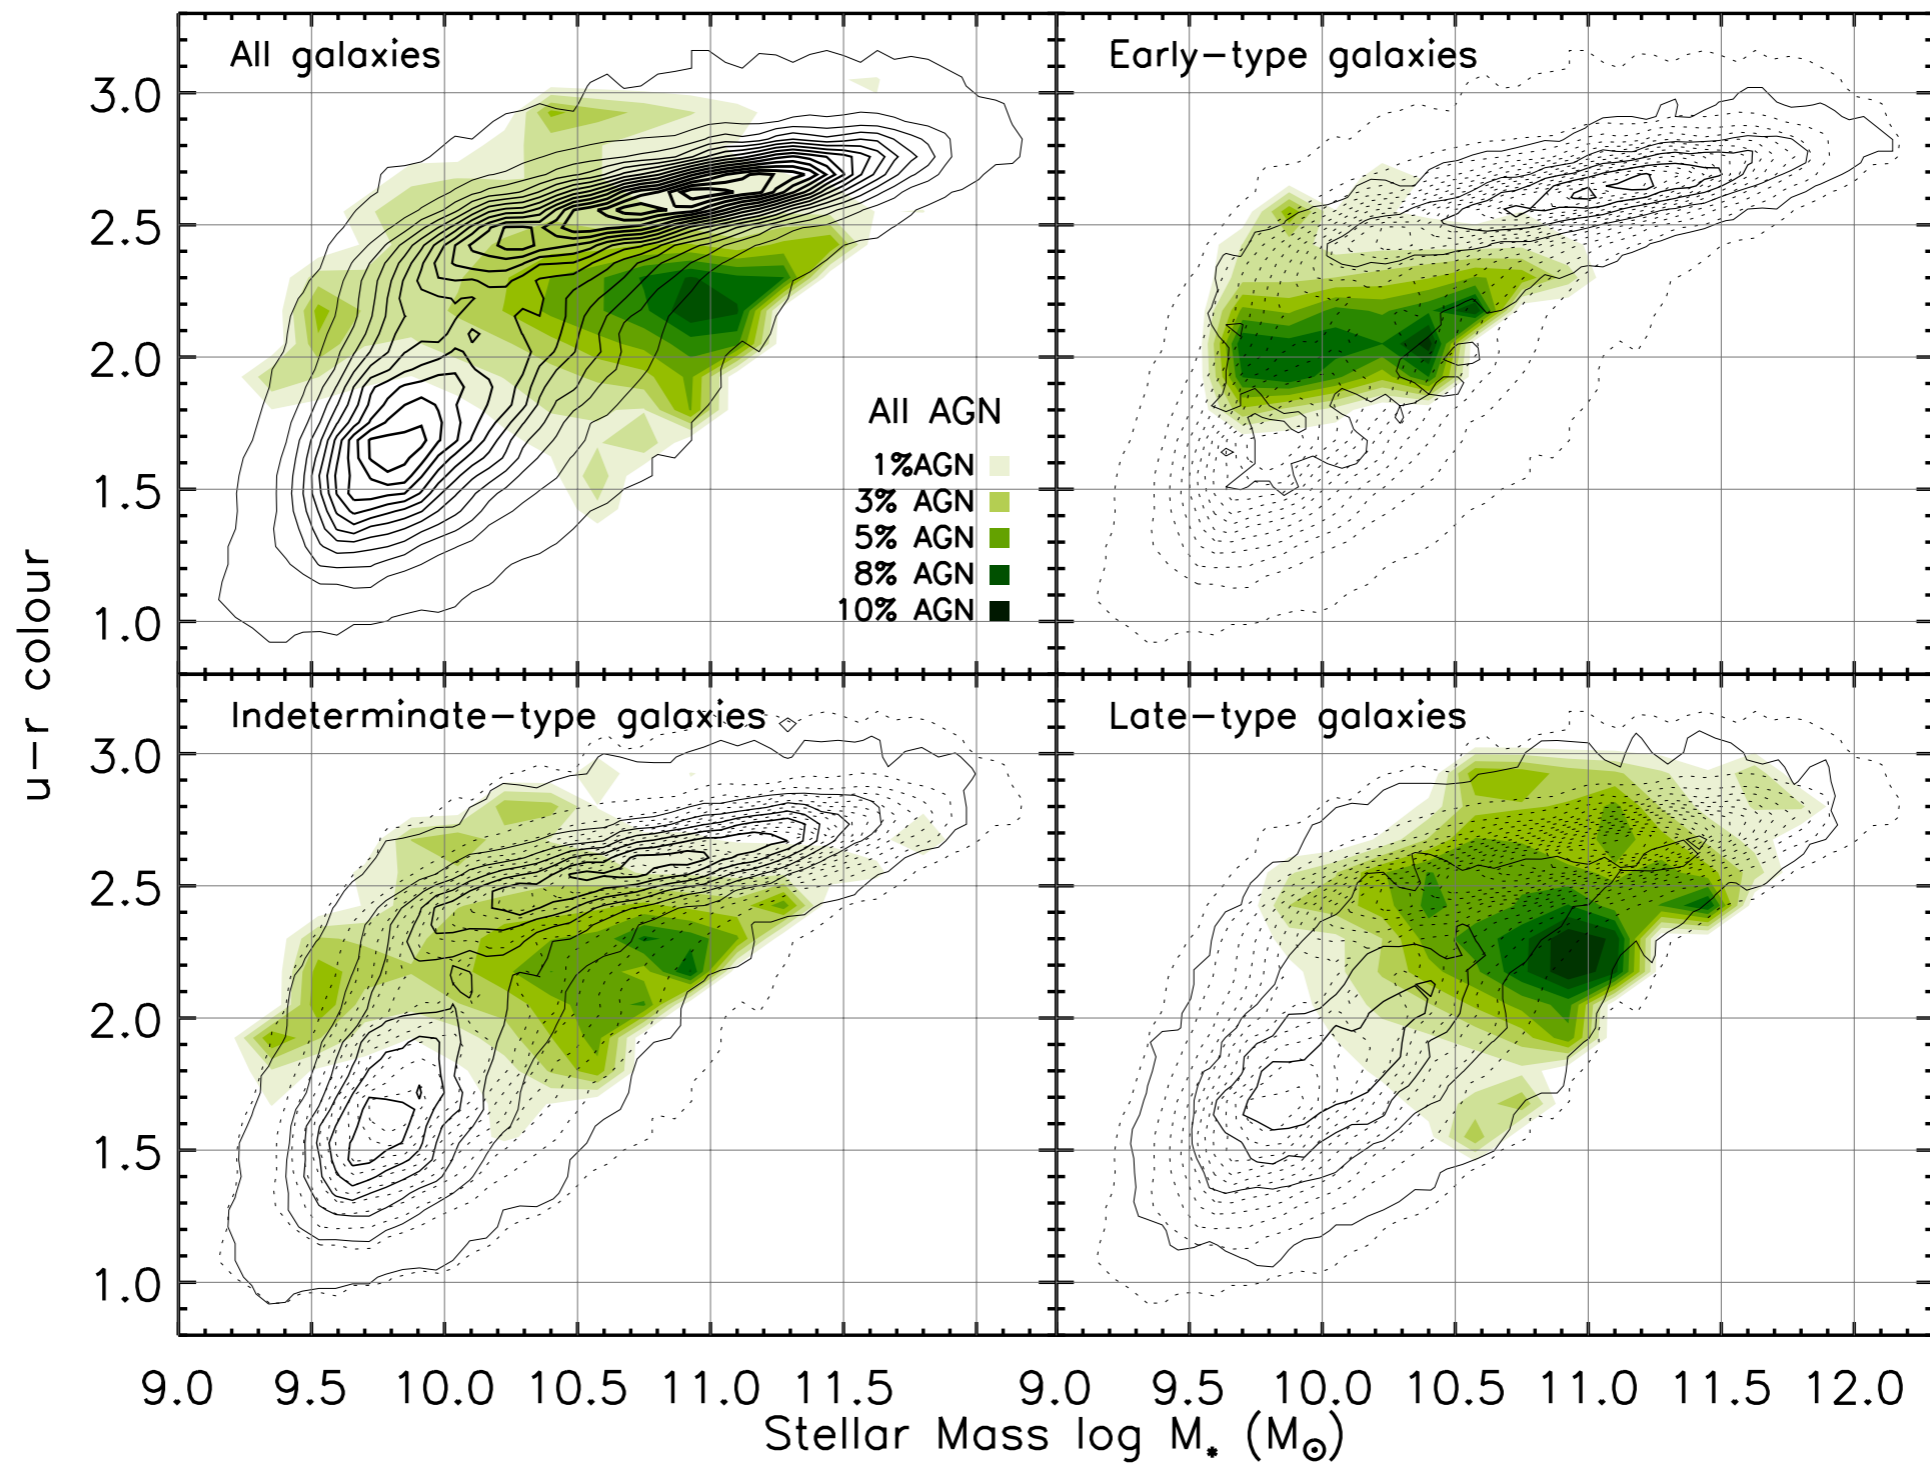 All galaxies
Early-type galaxies
3.0
2.5
2.0
1.5
1.0
All AGN
1%AGN
3% AGN
5% AGN
8% AGN
10% AGN
u-r colour
Indeterminate-type galaxies
Late-type galaxies
3.0
2.5
2.0
1.5
1.0
9.0 9.5 10.0 10.5 11.0 11.5 9.0 9.5 10.0 10.5 11.0 11.5 12.0
Stellar Mass log M* (M⊙)